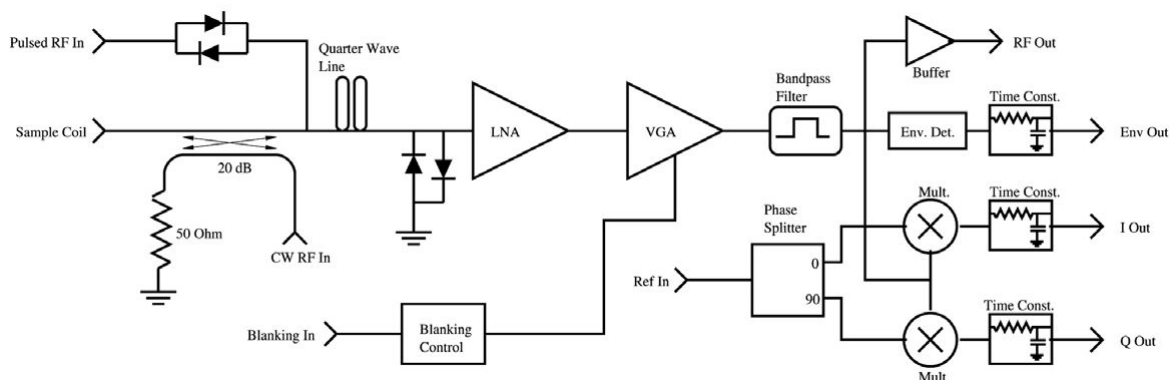 Pulsed RF In
Quarter Wave
Line
Buffer
RF Out
Sample Coil
20 dB
LNA
VGA
Bandpass
Filter
Env. Det.
Time Const.
Env Out
50 Ohm
CW RF In
Phase
Splitter
0
90
Ref In
Mult.
Time Const.
I Out
Blanking In
Blanking
Control
Time Const.
Q Out
Mult